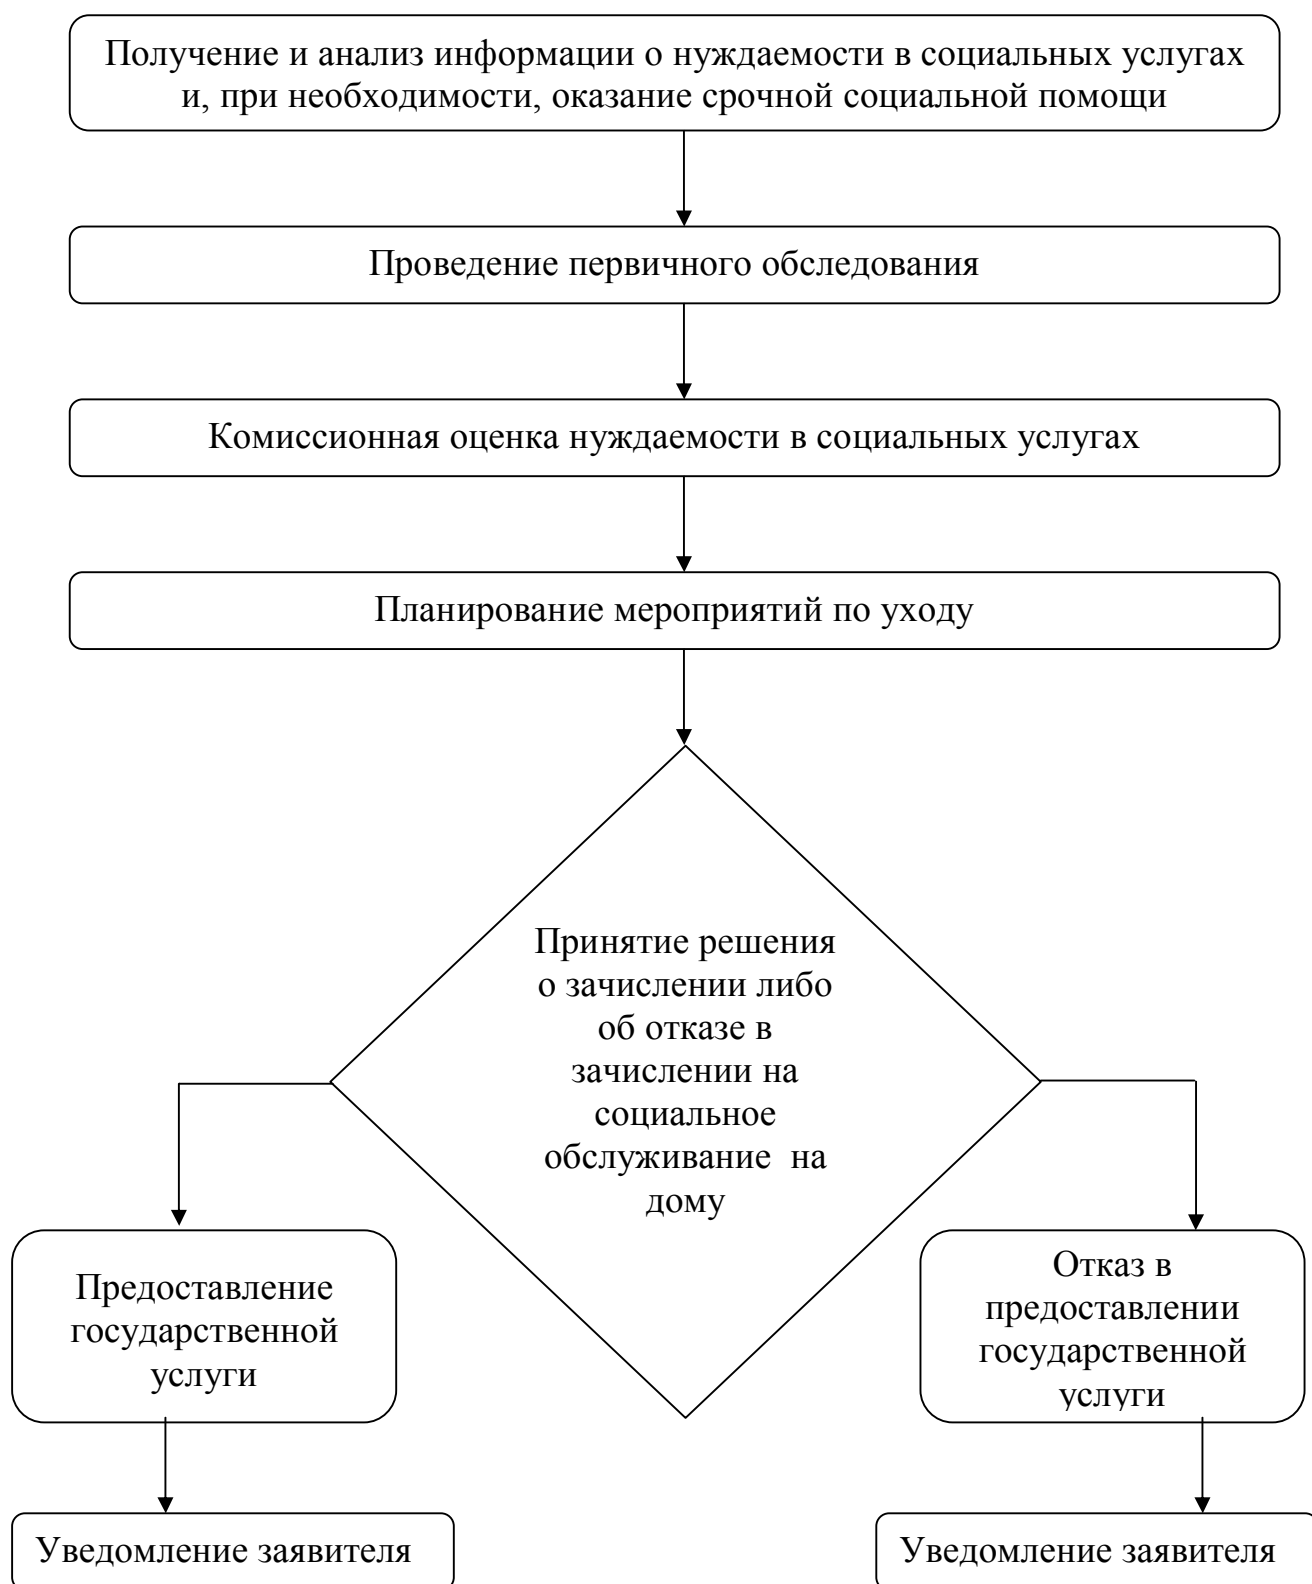 Получение и анализ информации о нуждаемости в социальных услугах
и, при необходимости, оказание срочной социальной помощи
Проведение первичного обследования
Комиссионная оценка нуждаемости в социальных услугах
Планирование мероприятий по уходу
Принятие решения
о зачислении либо
об отказе в
зачислении на
социальное
обслуживание на
дому
Предоставление
государственной
услуги
Отказ в
предоставлении
государственной
услуги
Уведомление заявителя
Уведомление заявителя